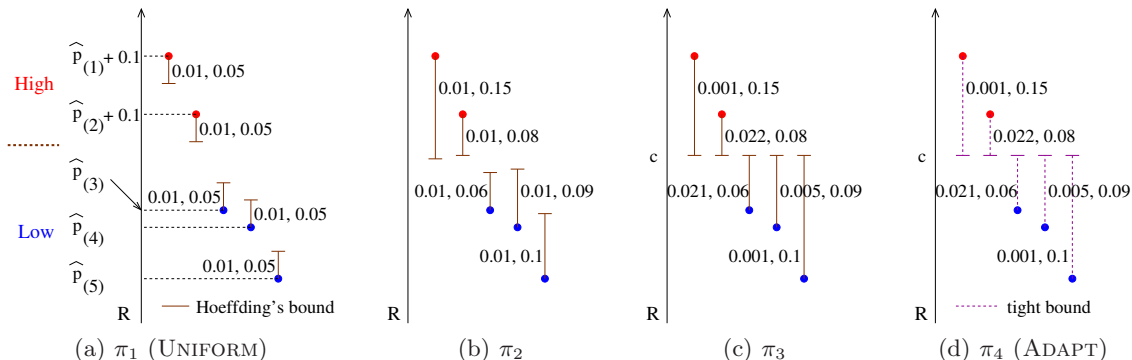 High
Low
p̂(1) + 0.1
p̂(2) + 0.1
p̂(3)
p̂(4)
p̂(5)
R
0.01, 0.05
0.01, 0.05
0.01, 0.05
0.01, 0.05
0.01, 0.05
Hoeffding's bound
(a) π1 (UNIFORM)
R
0.01, 0.15
0.01, 0.08
0.01, 0.06
0.01, 0.09
0.01, 0.1
(b) π2
c
R
0.001, 0.15
0.022, 0.08
0.021, 0.06
0.005, 0.09
0.001, 0.1
(c) π3
c
R
0.001, 0.15
0.022, 0.08
0.021, 0.06
0.005, 0.09
0.001, 0.1
tight bound
(d) π4 (ADAPT)